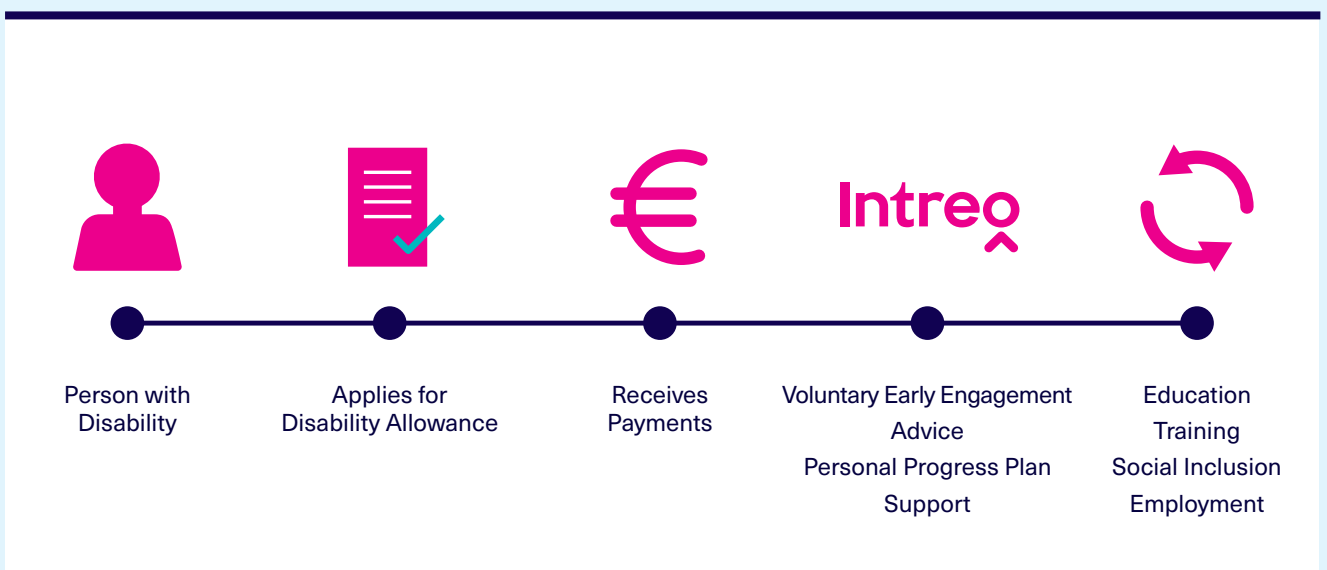 Intreo
Person with
Disability
Applies for
Disability Allowance
Receives
Payments
Voluntary Early Engagement
Advice
Personal Progress Plan
Support
Education
Training
Social Inclusion
Employment